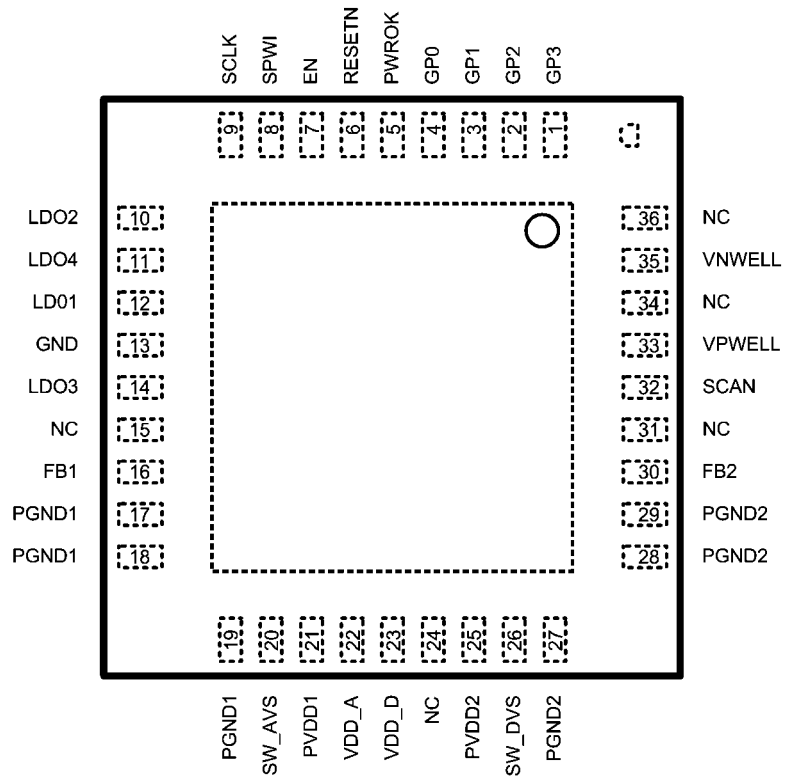 SCLK SPWI EN RESETN PWROK GP0 GP1 GP2 GP3
9 8 7 6 5 4 3 2 1
LDO2 10 36 NC
LDO4 11 35 VNWELL
LD01 12 34 NC
GND 13 33 VPWELL
LDO3 14 32 SCAN
NC 15 31 NC
FB1 16 30 FB2
PGND1 17 29 PGND2
PGND1 18 28 PGND2
19 20 21 22 23 24 25 26 27
PGND1 SW_AVS PVDD1 VDD_A VDD_D NC PVDD2 SW_DVS PGND2